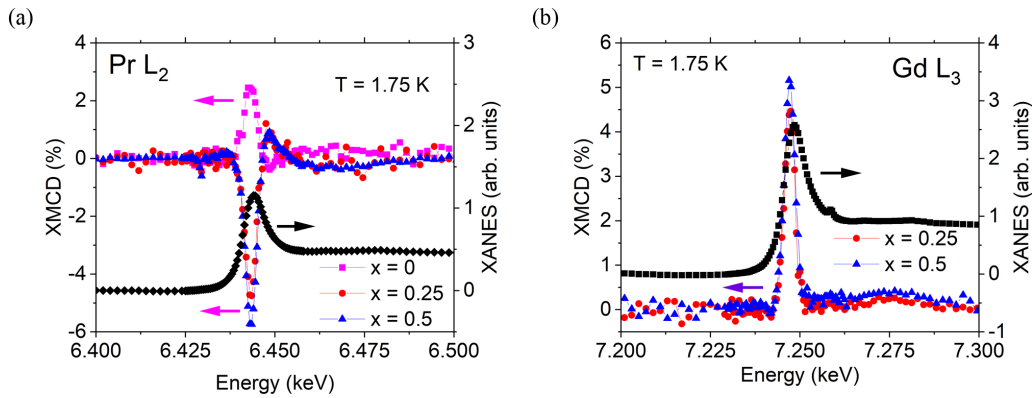 (a)
(b)
Pr L2
T = 1.75 K
XMCD (%)
4
2
0
-2
-4
-6
XANES (arb. units)
3
2
1
0
x = 0
x = 0.25
x = 0.5
6.400
6.425
6.450
6.475
6.500
Energy (keV)
T = 1.75 K
Gd L3
XMCD (%)
6
5
4
3
2
1
0
XANES (arb. units)
4
3
2
1
0
-1
x = 0.25
x = 0.5
7.200
7.225
7.250
7.275
7.300
Energy (keV)